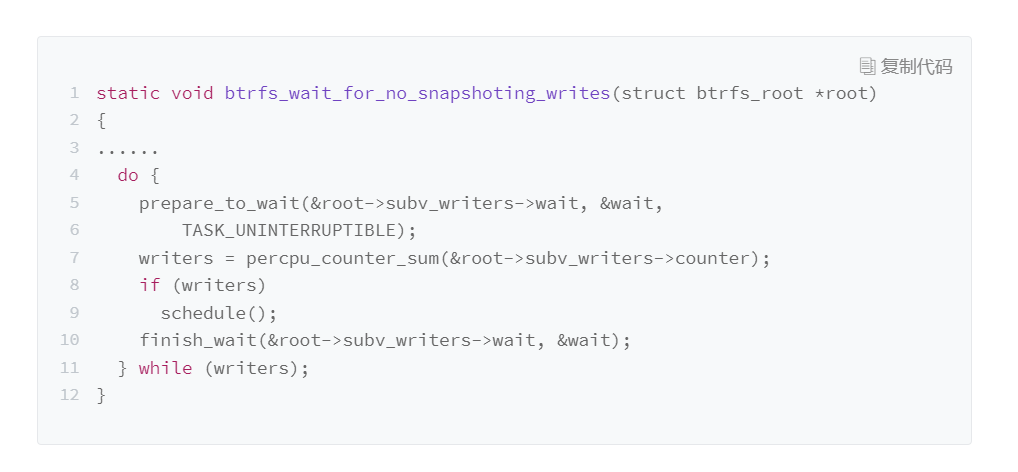 复制代码
1 static void btrfs_wait_for_no_snapshoting_writes(struct btrfs_root *root)
2 {
3 ......
4   do {
5     prepare_to_wait(&root->subv_writers->wait, &wait,
6         TASK_UNINTERRUPTIBLE);
7     writers = percpu_counter_sum(&root->subv_writers->counter);
8     if (writers)
9       schedule();
10     finish_wait(&root->subv_writers->wait, &wait);
11   } while (writers);
12 }